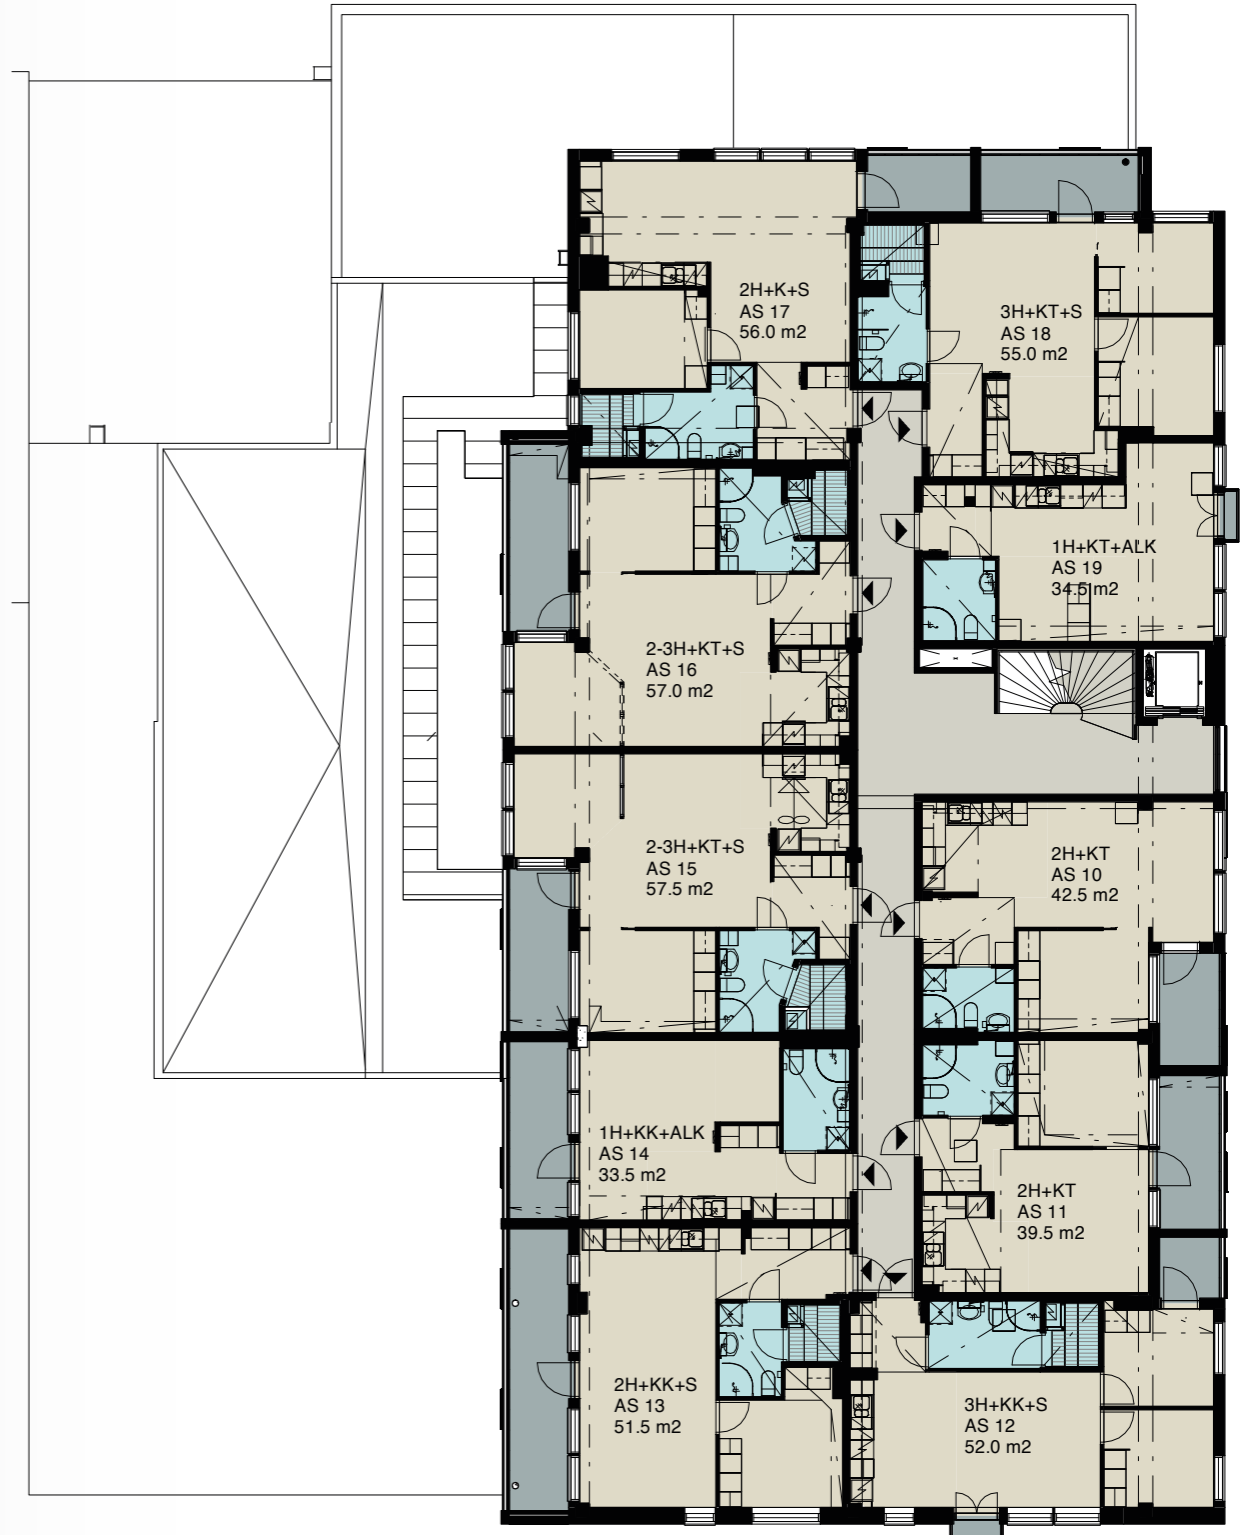 2H+K+S
AS 17
56.0 m2
3H+KT+S
AS 18
55.0 m2
1H+KT+ALK
AS 19
34.5 m2
2-3H+KT+S
AS 16
57.0 m2
2-3H+KT+S
AS 15
57.5 m2
2H+KT
AS 10
42.5 m2
1H+KK+ALK
AS 14
33.5 m2
2H+KT
AS 11
39.5 m2
2H+KK+S
AS 13
51.5 m2
3H+KK+S
AS 12
52.0 m2